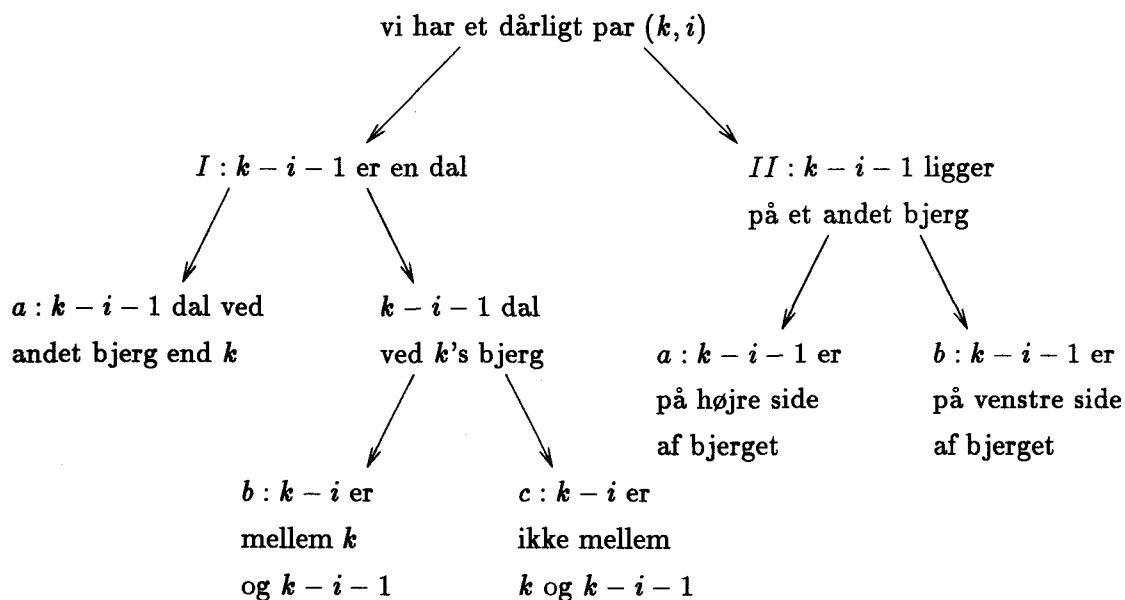 vi har et dårligt par (k, i)
I : k − i − 1 er en dal
II : k − i − 1 ligger
på et andet bjerg
a : k − i − 1 dal ved
andet bjerg end k
k − i − 1 dal
ved k's bjerg
a : k − i − 1 er
på højre side
af bjerget
b : k − i − 1 er
på venstre side
af bjerget
b : k − i er
mellem k
og k − i − 1
c : k − i er
ikke mellem
k og k − i − 1